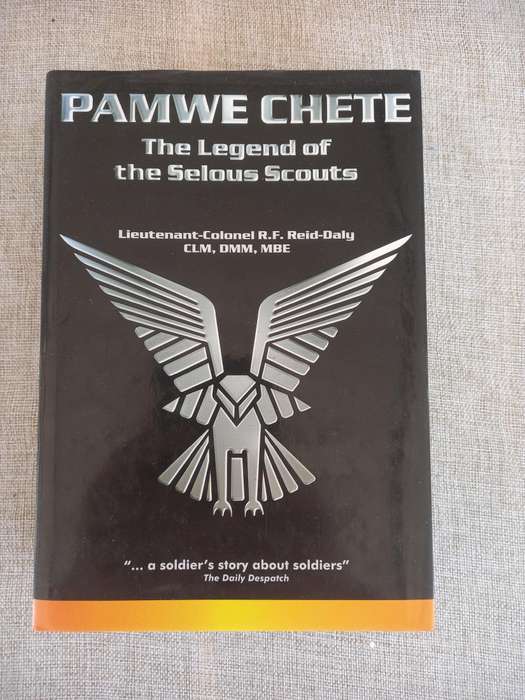 PAMWE CHETE
The Legend of
the Selous Scouts
Lieutenant-Colonel R.F. Reid-Daly
CLM, DMM, MBE
"... a soldier's story about soldiers"
The Daily Despatch